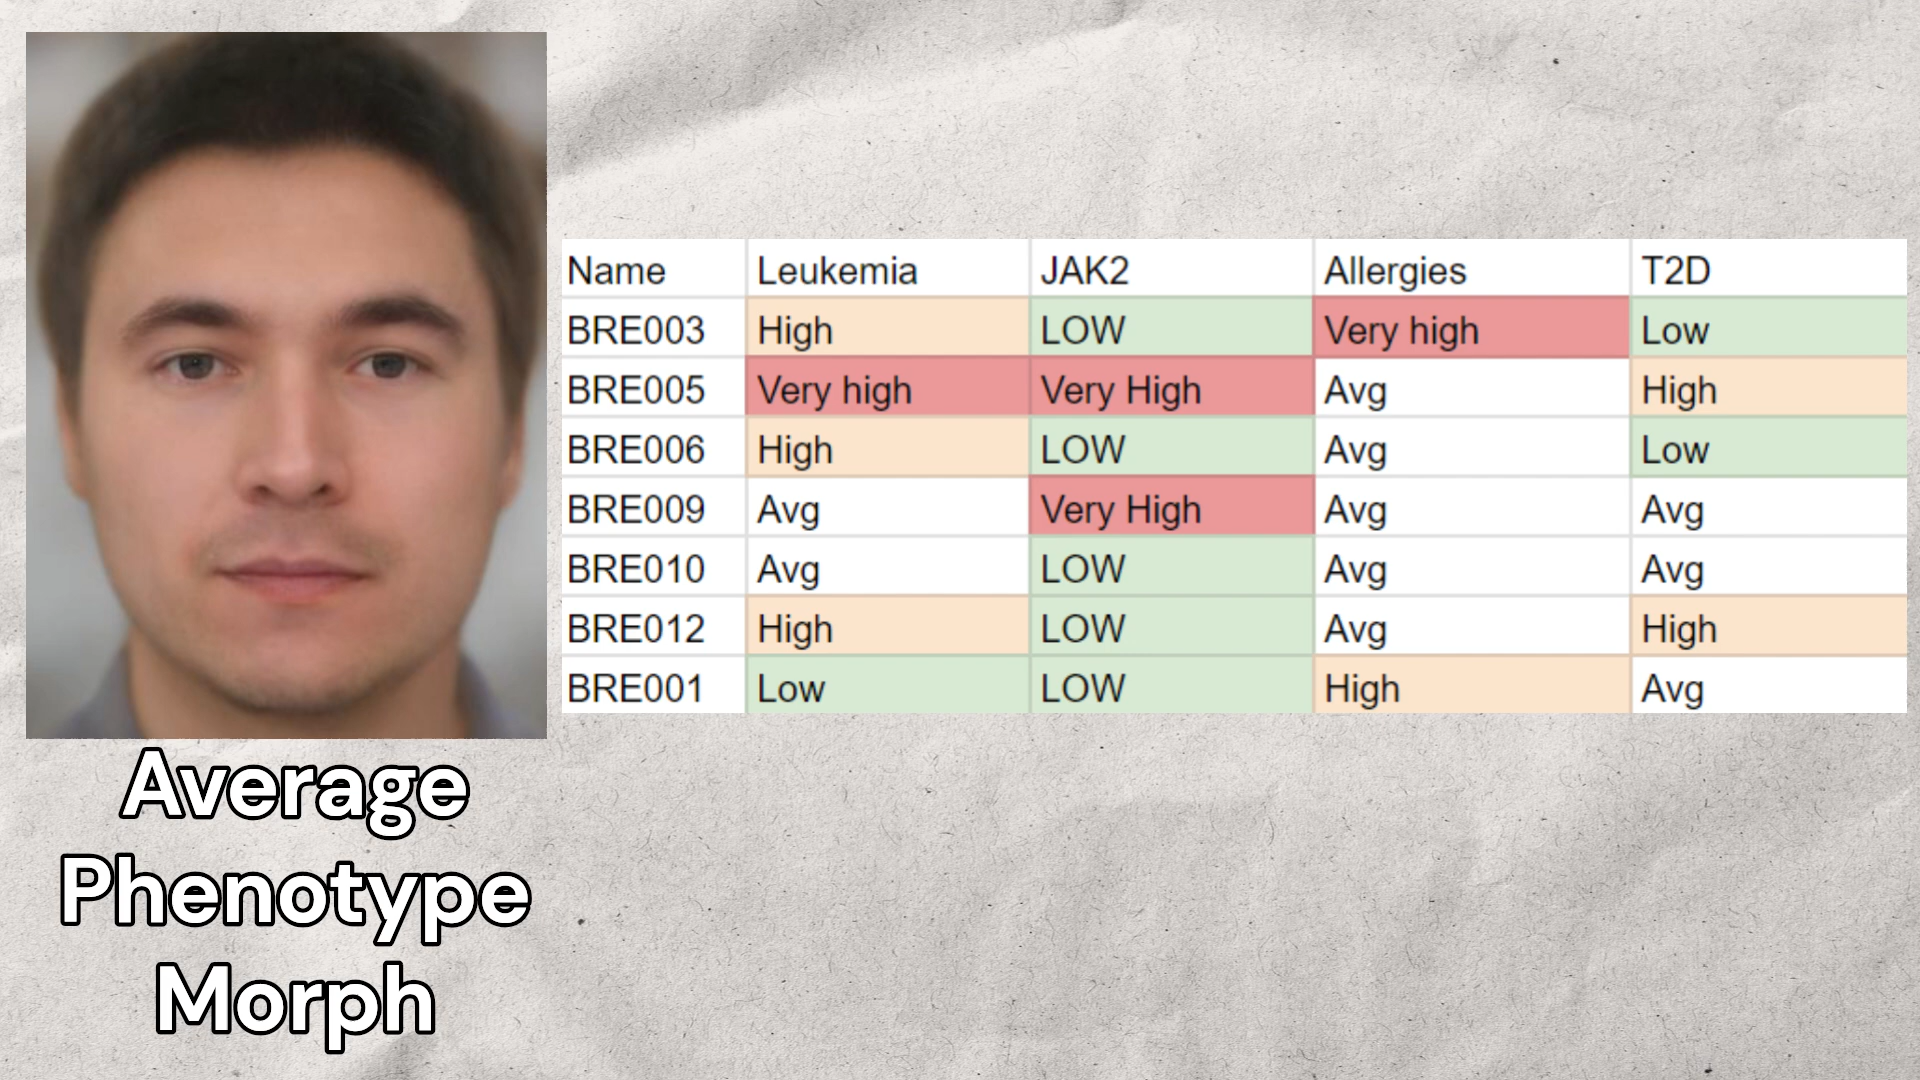 Name Leukemia JAK2 Allergies T2D
BRE003 High LOW Very high Low
BRE005 Very high Very High Avg High
BRE006 High LOW Avg Low
BRE009 Avg Very High Avg Avg
BRE010 Avg LOW Avg Avg
BRE012 High LOW Avg High
BRE001 Low LOW High Avg
Average
Phenotype
Morph